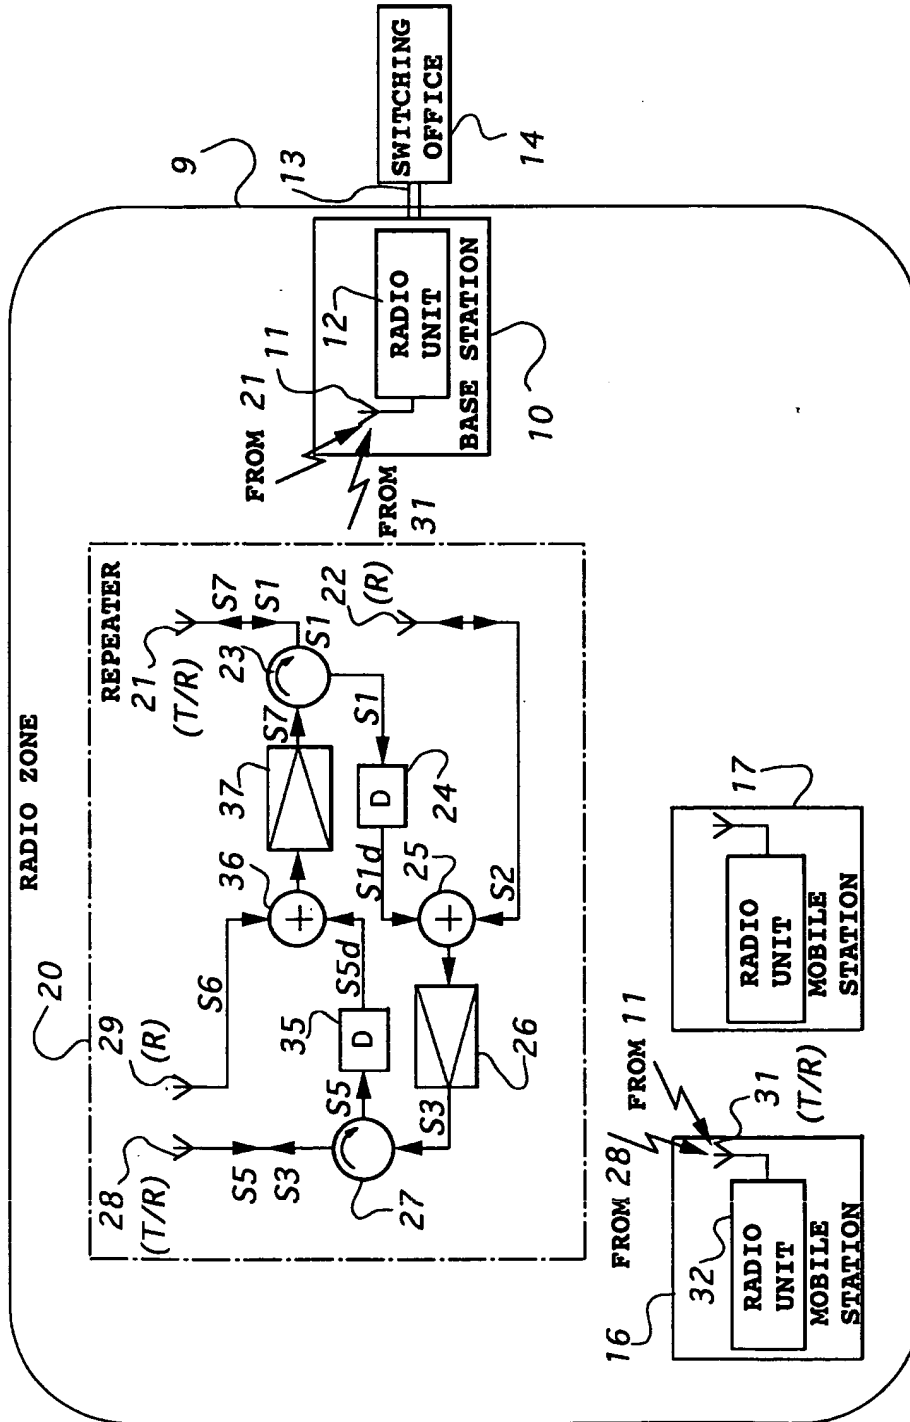 RADIO ZONE
9
13
SWITCHING
OFFICE
14
20
REPEATER
29
(R)
28
(T/R)
21
(T/R)
S7
S1
22
(R)
S6
36
37
S7
23
S1
S5
S3
S5
35
D
S5d
S1
D
24
S1d
25
S2
27
S3
26
FROM 21
11
FROM
31
12
RADIO
UNIT
BASE STATION
10
16
FROM 28
FROM 11
31
(T/R)
32
RADIO
UNIT
MOBILE
STATION
17
RADIO
UNIT
MOBILE
STATION